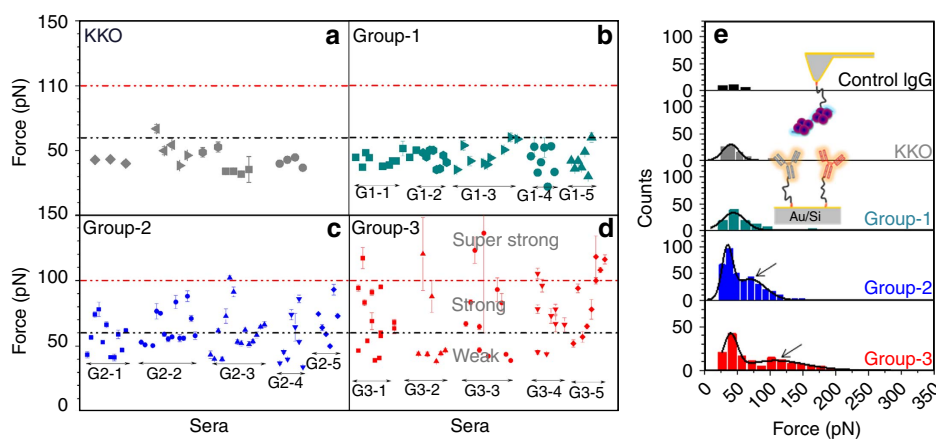 150
100
50
150
100
50
0
Force (pN)
Force (pN)
KKO
a
Group-1
b
G1-1
G1-2
G1-3
G1-4
G1-5
Group-2
c
G2-1
G2-2
G2-3
G2-4
G2-5
Group-3
d
Super strong
Strong
Weak
G3-1
G3-2
G3-3
G3-4
G3-5
Sera
Sera
e
100
50
0
Control IgG
100
50
0
KKO
100
50
0
Group-1
Au/Si
100
50
0
Group-2
100
50
0
Group-3
Counts
0 50 100 150 200 250 300 350
Force (pN)